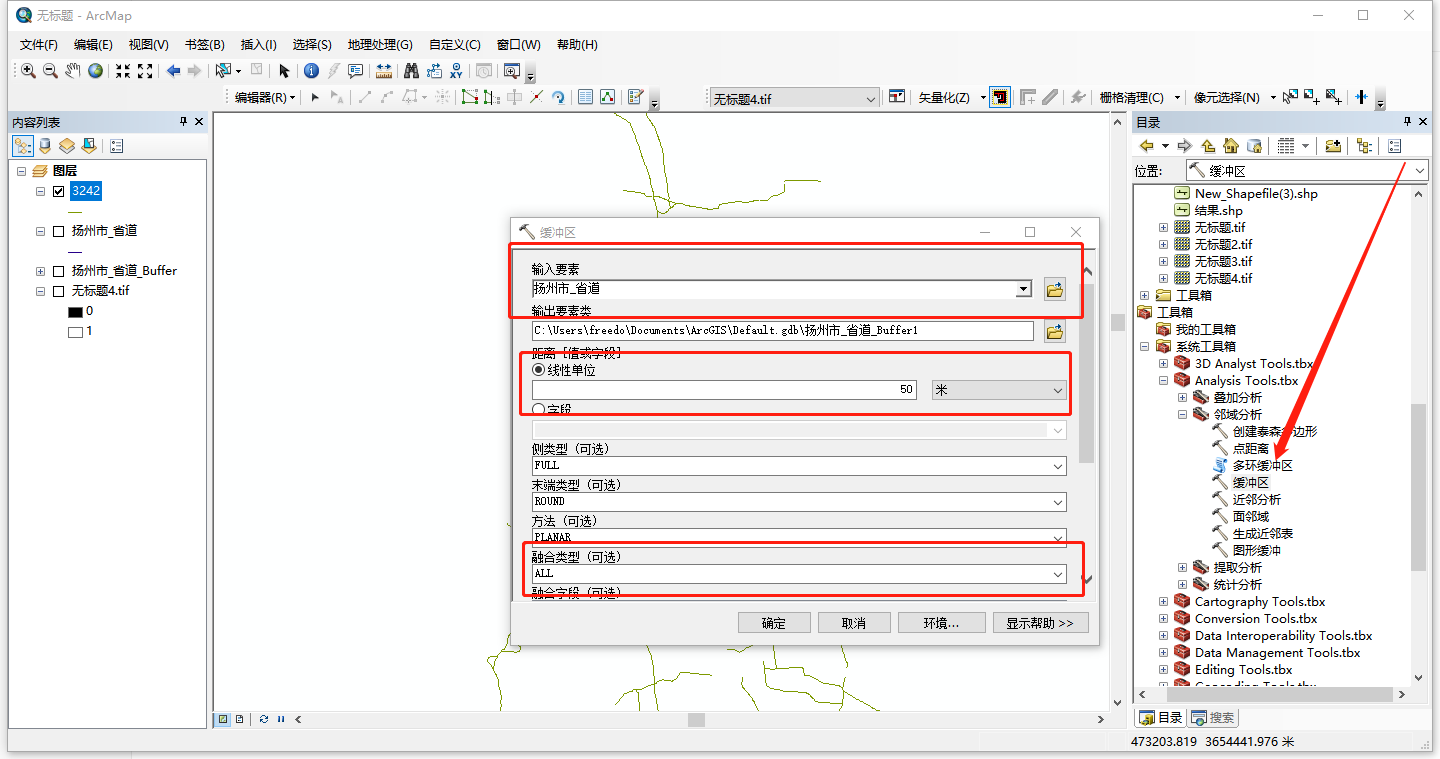 无标题 - ArcMap
文件(F) 编辑(E) 视图(V) 书签(B) 插入(I) 选择(S) 地理处理(G) 自定义(C) 窗口(W) 帮助(H)
编辑器(R) 无标题4.tif 矢量化(Z) 栅格清理(C) 像元选择(N)
内容列表
图层
3242
扬州市_省道
扬州市_省道_Buffer
无标题4.tif
0
1
缓冲区
输入要素
扬州市_省道
输出要素类
C:\Users\freedo\Documents\ArcGIS\Default.gdb\扬州市_省道_Buffer1
距离 [值或字段]
线性单位
50 米
字段
侧类型（可选）
FULL
末端类型（可选）
ROUND
方法（可选）
PLANAR
融合类型（可选）
ALL
融合字段（可选）
确定 取消 环境... 显示帮助 >>
目录
位置: 缓冲区
New_Shapefile(3).shp
结果.shp
无标题.tif
无标题2.tif
无标题3.tif
无标题4.tif
工具箱
工具箱
我的工具箱
系统工具箱
3D Analyst Tools.tbx
Analysis Tools.tbx
叠加分析
邻域分析
创建泰森多边形
点距离
多环缓冲区
缓冲区
近邻分析
面邻域
生成近邻表
图形缓冲
提取分析
统计分析
Cartography Tools.tbx
Conversion Tools.tbx
Data Interoperability Tools.tbx
Data Management Tools.tbx
Editing Tools.tbx
Geocoding Tools.tbx
目录 搜索
473203.819 3654441.976 米